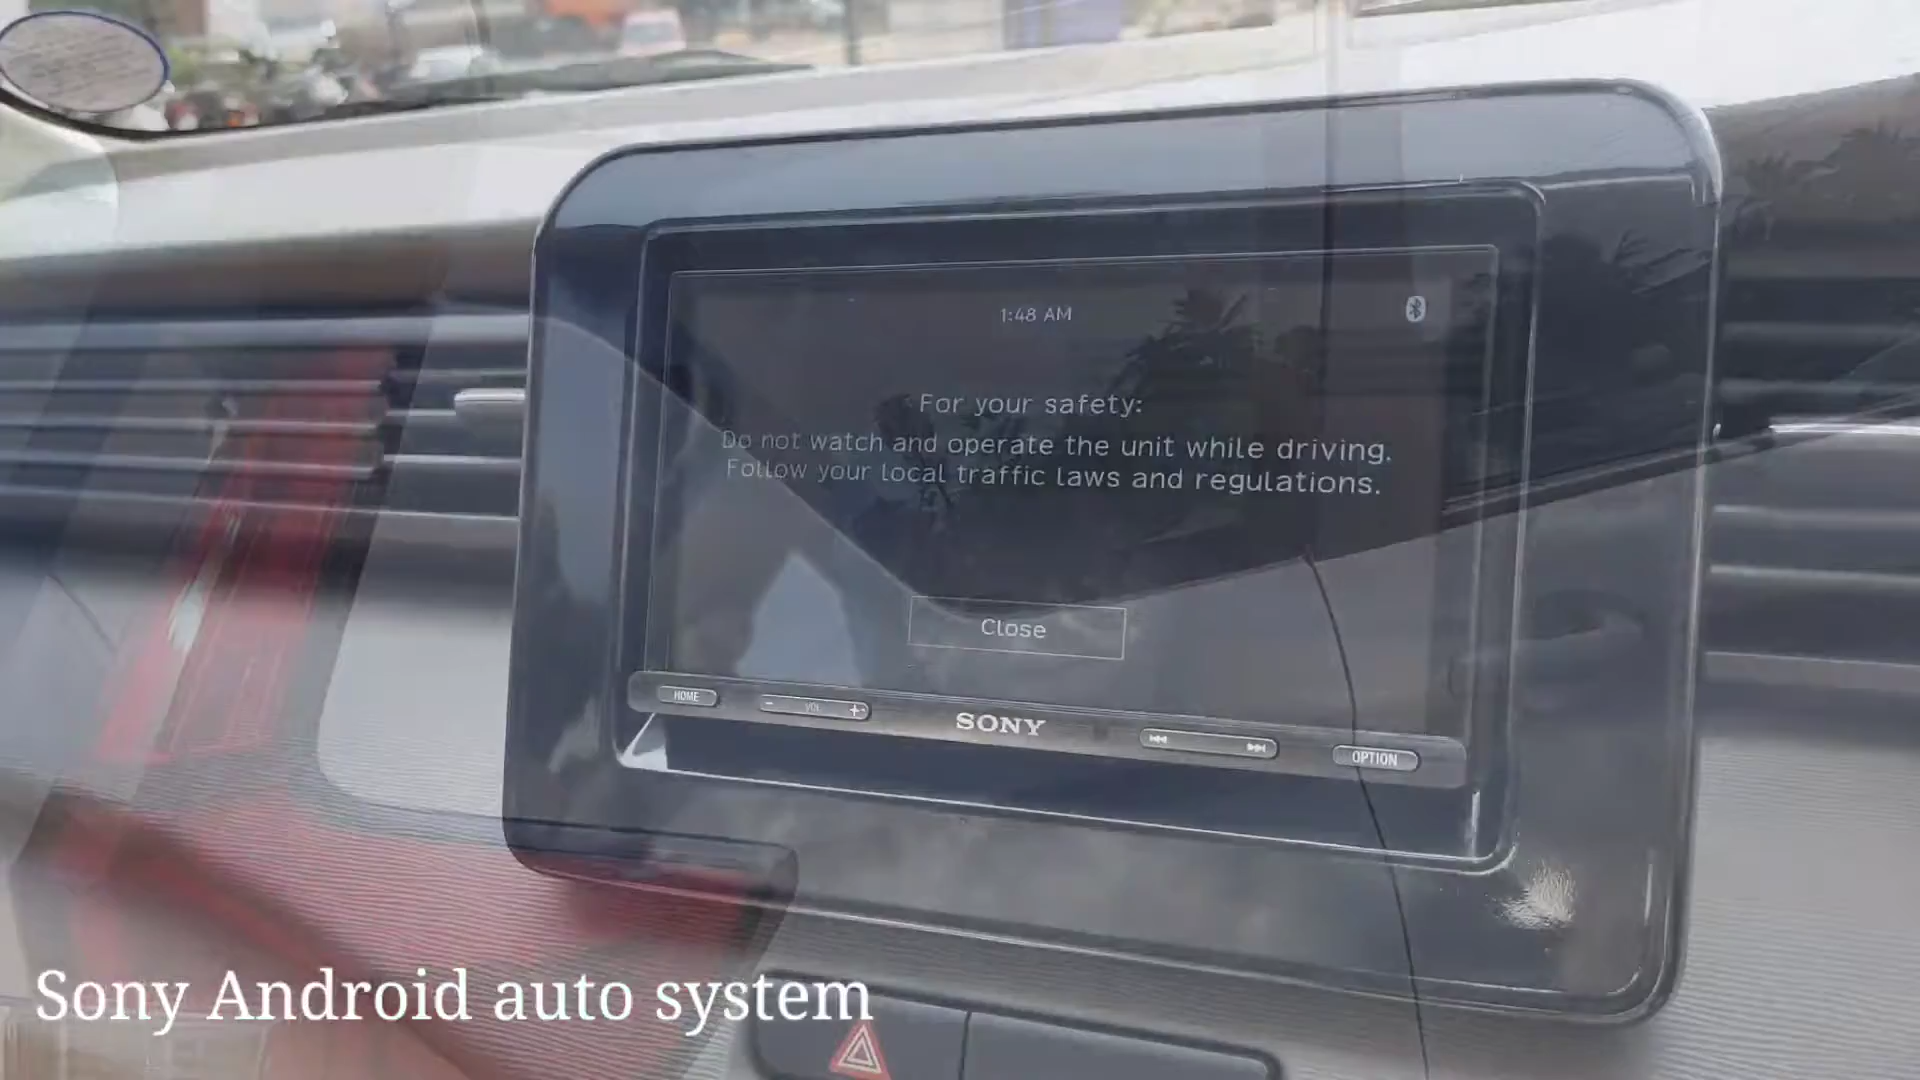 1:48 AM
For your safety:
Do not watch and operate the unit while driving.
Follow your local traffic laws and regulations.
Close
HOME
- VOL +
SONY
OPTION
Sony Android auto system